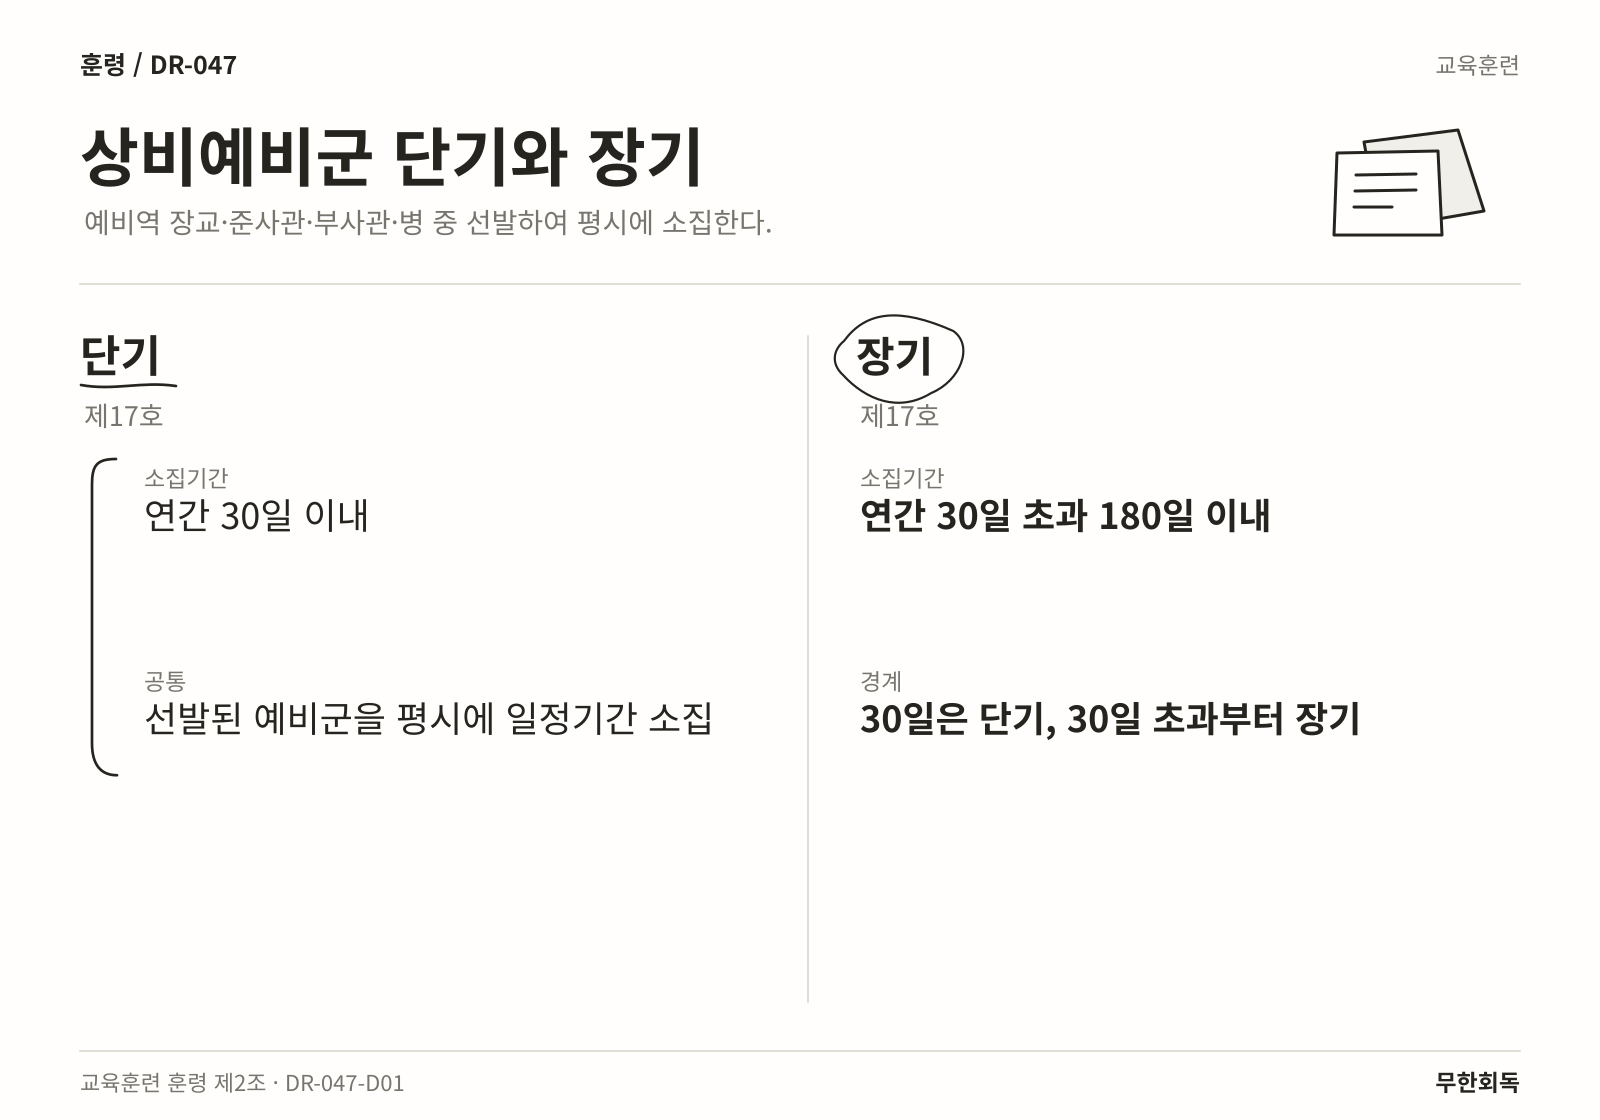 훈령 / DR-047
교육훈련
상비예비군 단기와 장기
예비역 장교·준사관·부사관·병 중 선발하여 평시에 소집한다.
단기
제17호
소집기간
연간 30일 이내
공통
선발된 예비군을 평시에 일정기간 소집
장기
제17호
소집기간
연간 30일 초과 180일 이내
경계
30일은 단기, 30일 초과부터 장기
교육훈련 훈령 제2조 · DR-047-D01
무한회독